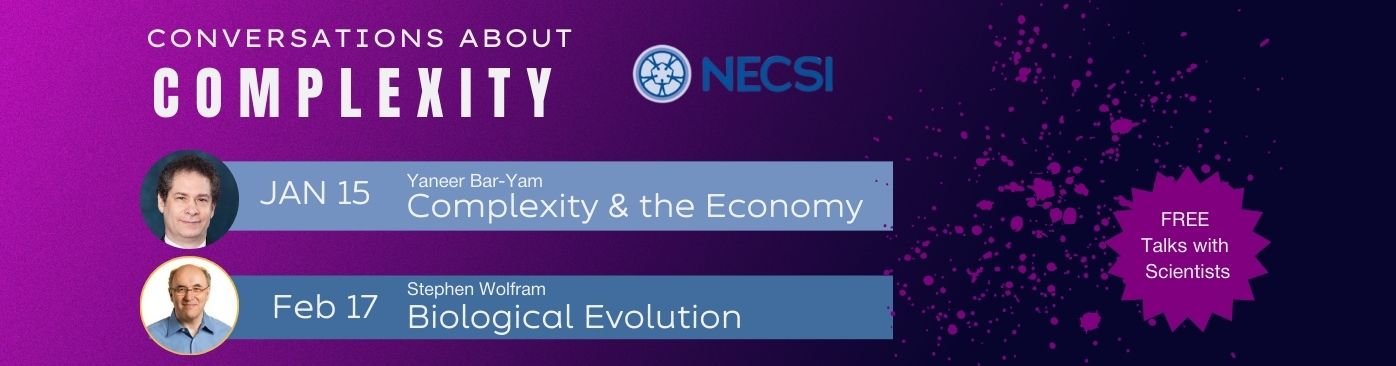 CONVERSATIONS ABOUT
COMPLEXITY
NECSI
JAN 15
Yaneer Bar-Yam
Complexity & the Economy
Feb 17
Stephen Wolfram
Biological Evolution
FREE
Talks with
Scientists